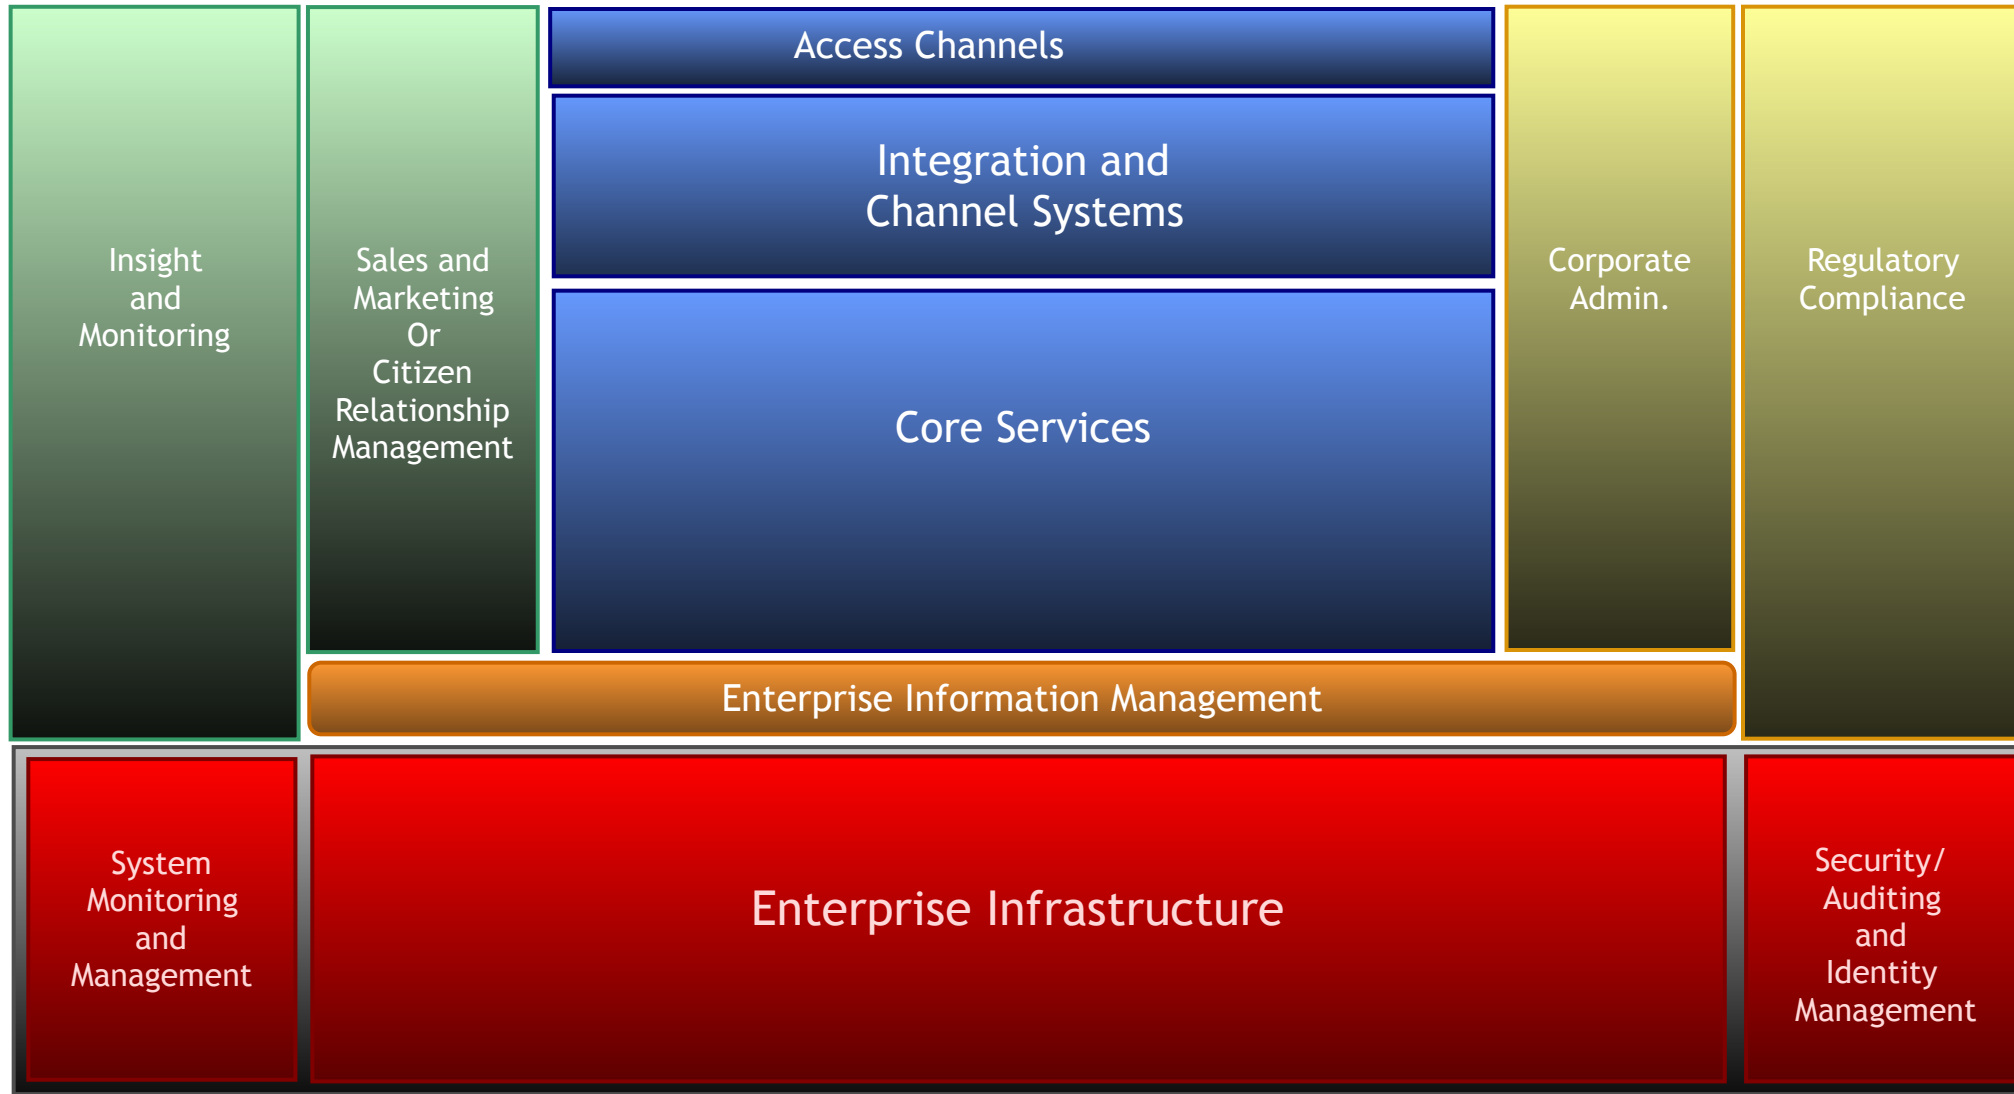 Access Channels
Integration and
Channel Systems
Insight
and
Monitoring
Sales and
Marketing
Or
Citizen
Relationship
Management
Core Services
Corporate
Admin.
Regulatory
Compliance
Enterprise Information Management
System
Monitoring
and
Management
Enterprise Infrastructure
Security/
Auditing
and
Identity
Management